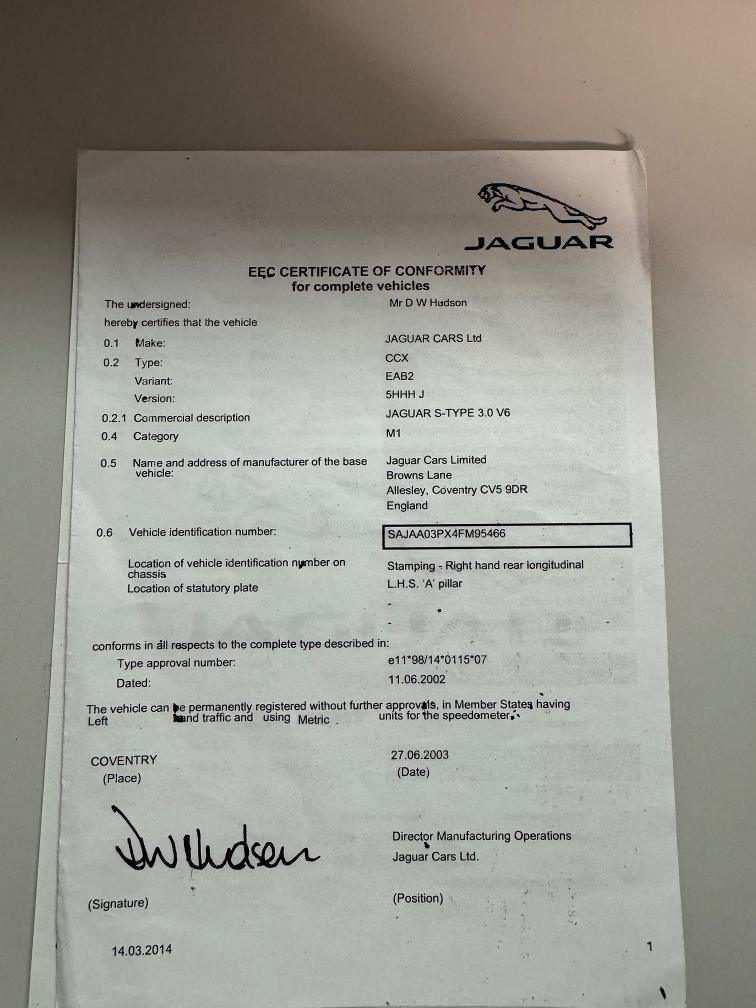 JAGUAR
EEC CERTIFICATE OF CONFORMITY
for complete vehicles
The undersigned: Mr D W Hudson
hereby certifies that the vehicle
0.1 Make: JAGUAR CARS Ltd
0.2 Type: CCX
Variant: EAB2
Version: 5HHH J
0.2.1 Commercial description JAGUAR S-TYPE 3.0 V6
0.4 Category M1
0.5 Name and address of manufacturer of the base vehicle: Jaguar Cars Limited
Browns Lane
Allesley, Coventry CV5 9DR
England
0.6 Vehicle identification number: SAJAA03PX4FM95466
Location of vehicle identification number on chassis Stamping - Right hand rear longitudinal
Location of statutory plate L.H.S. 'A' pillar
-
-
conforms in all respects to the complete type described in:
Type approval number: e11*98/14*0115*07
Dated: 11.06.2002
The vehicle can be permanently registered without further approvals, in Member States having
Left hand traffic and using Metric . units for the speedometer.
COVENTRY 27.06.2003
(Place) (Date)
DW Hudson
Director Manufacturing Operations
Jaguar Cars Ltd.
(Signature) (Position)
14.03.2014 1